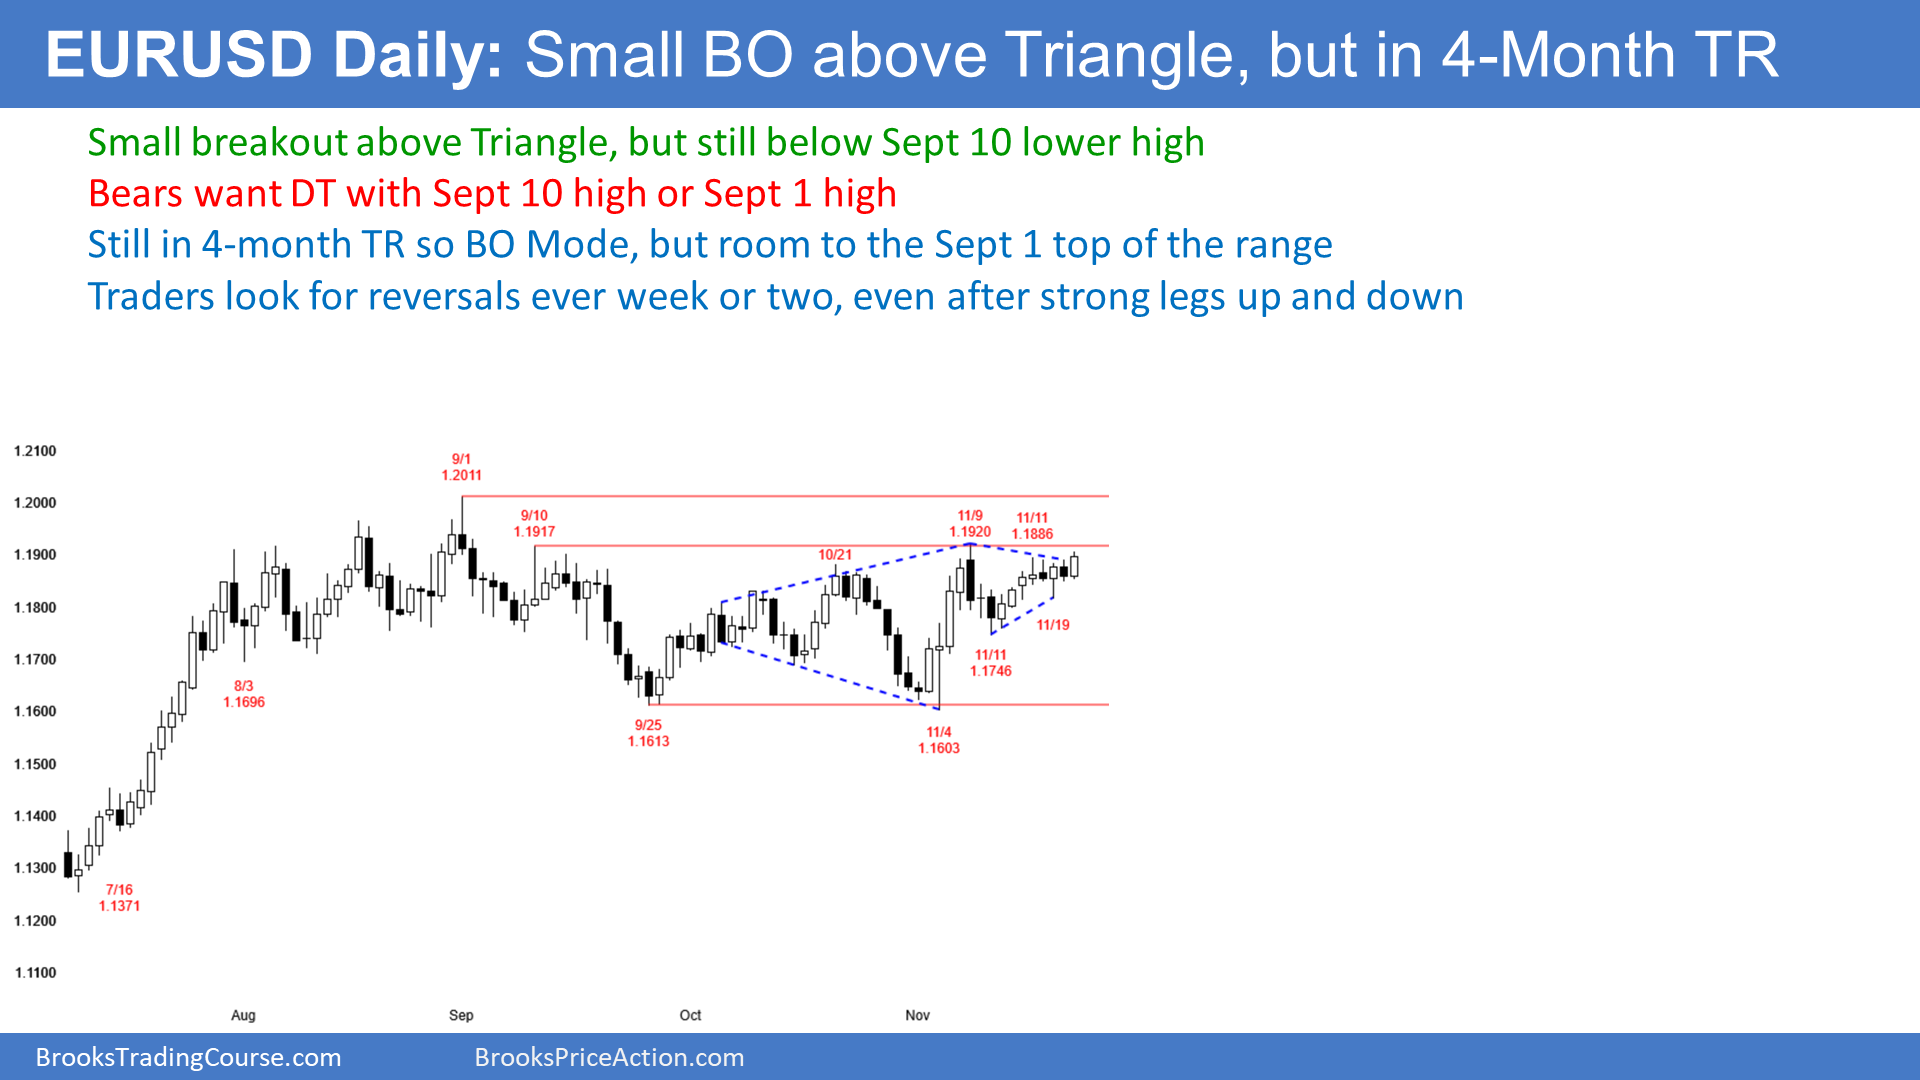 EURUSD Daily: Small BO above Triangle, but in 4-Month TR
Small breakout above Triangle, but still below Sept 10 lower high
Bears want DT with Sept 10 high or Sept 1 high
Still in 4-month TR so BO Mode, but room to the Sept 1 top of the range
Traders look for reversals ever week or two, even after strong legs up and down
1.2100
1.2000
1.1900
1.1800
1.1700
1.1600
1.1500
1.1400
1.1300
1.1200
1.1100
7/16
1.1371
8/3
1.1696
9/1
1.2011
9/10
1.1917
9/25
1.1613
10/21
11/4
1.1603
11/9
1.1920
11/11
1.1746
11/11
1.1886
11/19
Aug
Sep
Oct
Nov
BrooksTradingCourse.com
BrooksPriceAction.com